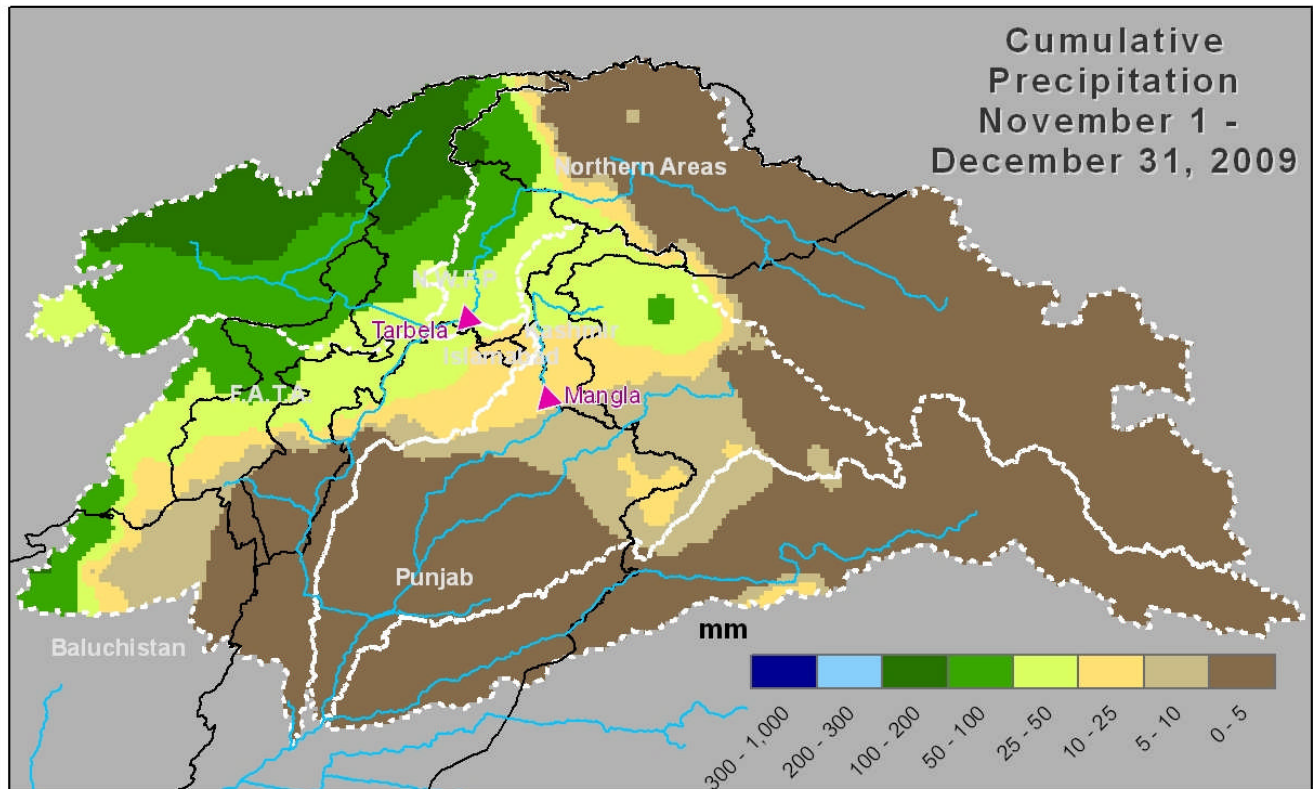 Cumulative
Precipitation
November 1 -
December 31, 2009
Northern Areas
N.W.F.P
Tarbela
Kashmir
Islamabad
F.A.T.A
Mangla
Punjab
Baluchistan
mm
300 - 1,000
200 - 300
100 - 200
50 - 100
25 - 50
10 - 25
5 - 10
0 - 5